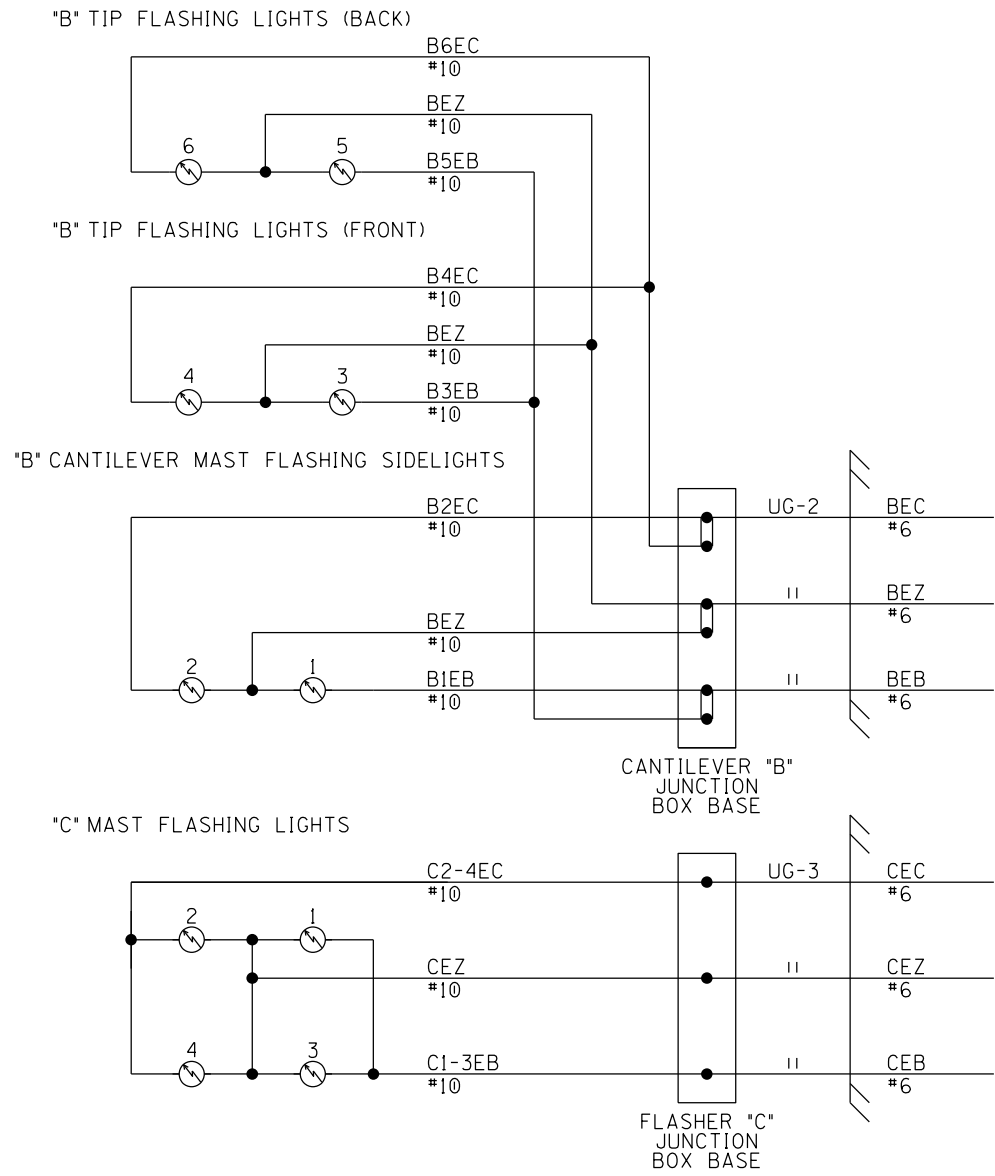 "B" TIP FLASHING LIGHTS (BACK)
B6EC
#10
BEZ
#10
6
5
B5EB
#10
"B" TIP FLASHING LIGHTS (FRONT)
B4EC
#10
BEZ
#10
4
3
B3EB
#10
"B" CANTILEVER MAST FLASHING SIDELIGHTS
B2EC
#10
UG-2
BEC
#6
BEZ
#10
"
BEZ
#6
2
1
B1EB
#10
"
BEB
#6
CANTILEVER "B"
JUNCTION
BOX BASE
"C" MAST FLASHING LIGHTS
C2-4EC
#10
UG-3
CEC
#6
2
1
CEZ
#10
"
CEZ
#6
4
3
C1-3EB
#10
"
CEB
#6
FLASHER "C"
JUNCTION
BOX BASE